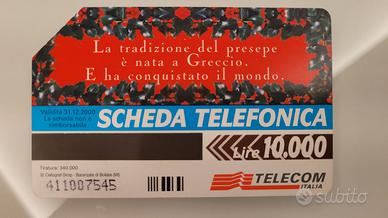 La tradizione del presepe
è nata a Greccio.
E ha conquistato il mondo.
Validità 31.12.2000
La scheda non è
rimborsabile
SCHEDA TELEFONICA
Lire 10.000
Tiratura: 340.000
411007545
TELECOM
ITALIA
subito